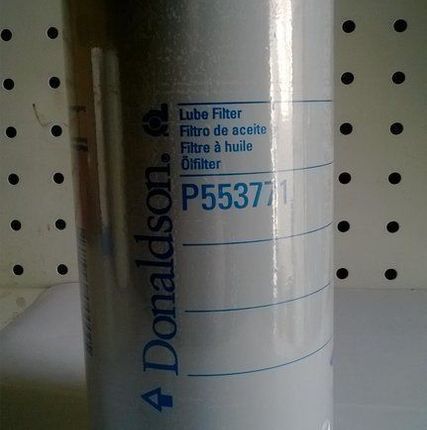 Donaldson.
Lube Filter
Filtro de aceite
Filtre à huile
Ölfilter
P553771